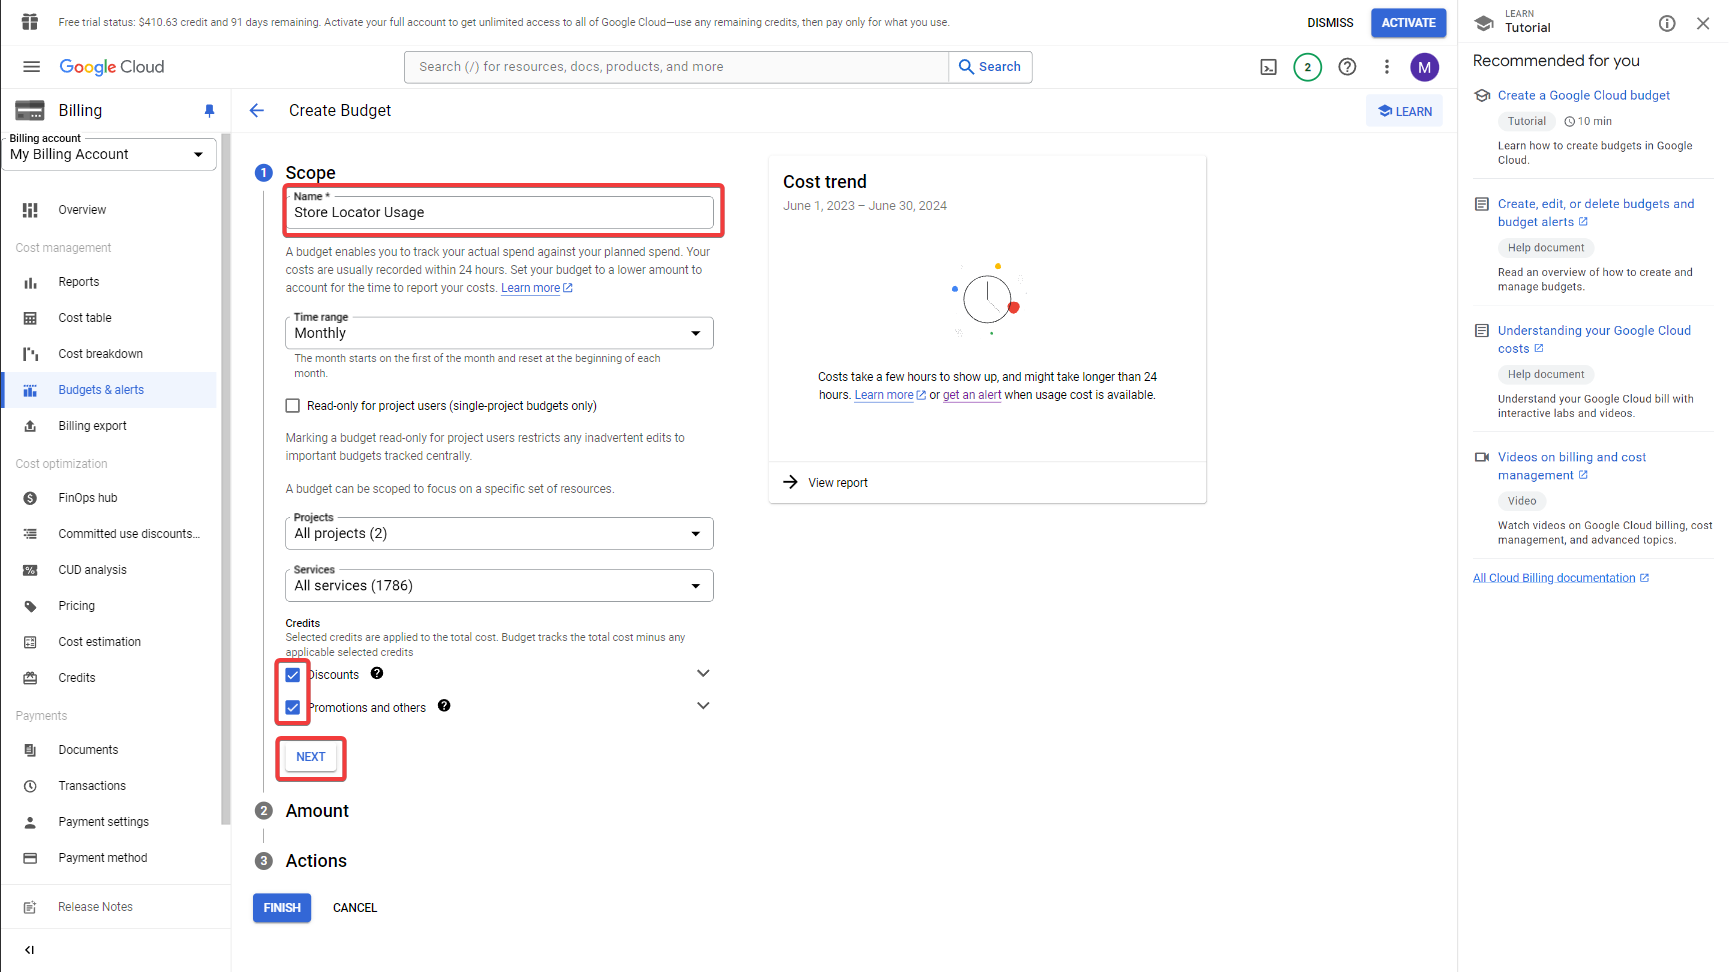 Free trial status: $410.63 credit and 91 days remaining. Activate your full account to get unlimited access to all of Google Cloud—use any remaining credits, then pay only for what you use.
DISMISS
ACTIVATE
LEARN
Tutorial
Google Cloud
Search (/) for resources, docs, products, and more
Search
2
M
Recommended for you
Create a Google Cloud budget
Tutorial
10 min
Learn how to create budgets in Google
Cloud.
Create, edit, or delete budgets and
budget alerts
Help document
Read an overview of how to create and
manage budgets.
Understanding your Google Cloud
costs
Help document
Understand your Google Cloud bill with
interactive labs and videos.
Videos on billing and cost
management
Video
Watch videos on Google Cloud billing, cost
management, and advanced topics.
All Cloud Billing documentation
Billing
Billing account
My Billing Account
Overview
Cost management
Reports
Cost table
Cost breakdown
Budgets & alerts
Billing export
Cost optimization
FinOps hub
Committed use discounts...
CUD analysis
Pricing
Cost estimation
Credits
Payments
Documents
Transactions
Payment settings
Payment method
Release Notes
Create Budget
LEARN
1
Scope
Name *
Store Locator Usage
A budget enables you to track your actual spend against your planned spend. Your
costs are usually recorded within 24 hours. Set your budget to a lower amount to
account for the time to report your costs. Learn more
Time range
Monthly
The month starts on the first of the month and reset at the beginning of each
month.
Read-only for project users (single-project budgets only)
Marking a budget read-only for project users restricts any inadvertent edits to
important budgets tracked centrally.
A budget can be scoped to focus on a specific set of resources.
Projects
All projects (2)
Services
All services (1786)
Credits
Selected credits are applied to the total cost. Budget tracks the total cost minus any
applicable selected credits
Discounts
Promotions and others
NEXT
2
Amount
3
Actions
FINISH
CANCEL
Cost trend
June 1, 2023 – June 30, 2024
Costs take a few hours to show up, and might take longer than 24
hours. Learn more or get an alert when usage cost is available.
View report